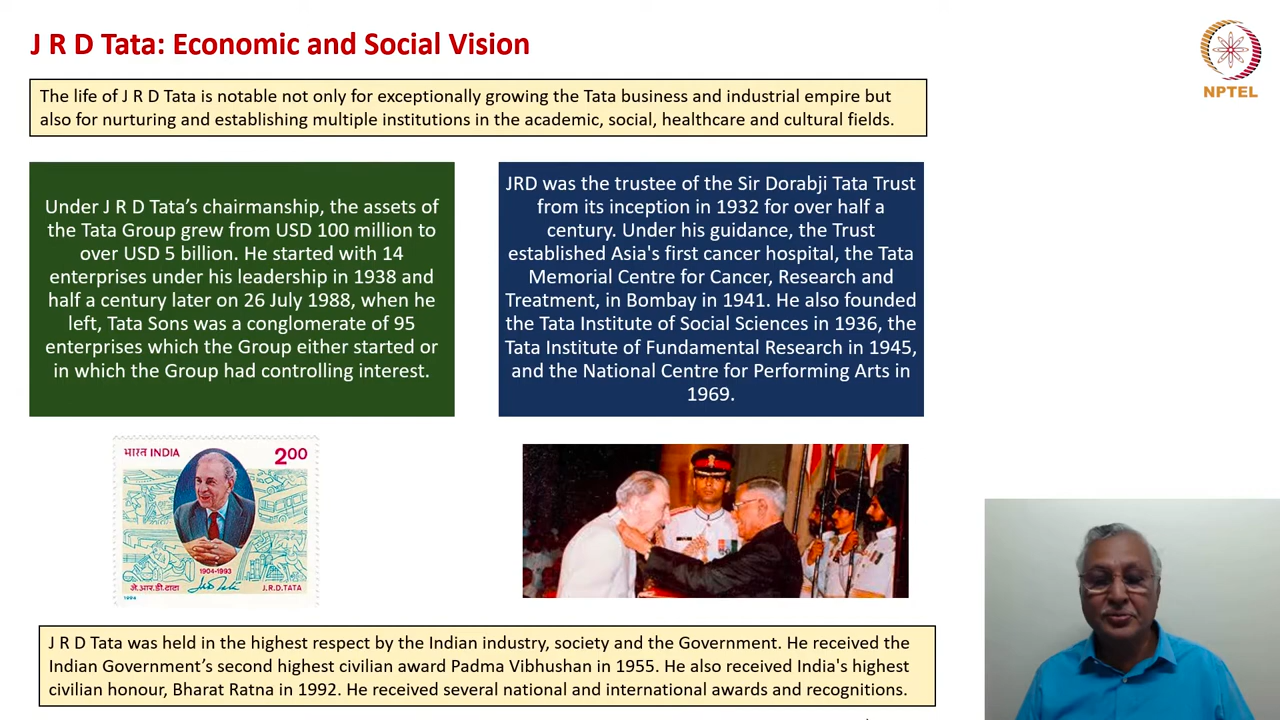 J R D Tata: Economic and Social Vision
NPTEL
The life of J R D Tata is notable not only for exceptionally growing the Tata business and industrial empire but
also for nurturing and establishing multiple institutions in the academic, social, healthcare and cultural fields.
Under J R D Tata’s chairmanship, the assets of
the Tata Group grew from USD 100 million to
over USD 5 billion. He started with 14
enterprises under his leadership in 1938 and
half a century later on 26 July 1988, when he
left, Tata Sons was a conglomerate of 95
enterprises which the Group either started or
in which the Group had controlling interest.
JRD was the trustee of the Sir Dorabji Tata Trust
from its inception in 1932 for over half a
century. Under his guidance, the Trust
established Asia's first cancer hospital, the Tata
Memorial Centre for Cancer, Research and
Treatment, in Bombay in 1941. He also founded
the Tata Institute of Social Sciences in 1936, the
Tata Institute of Fundamental Research in 1945,
and the National Centre for Performing Arts in
1969.
भारत INDIA 2.00
1904-1993
जे.आर.डी.टाटा J.R.D.TATA
1994
J R D Tata was held in the highest respect by the Indian industry, society and the Government. He received the
Indian Government’s second highest civilian award Padma Vibhushan in 1955. He also received India's highest
civilian honour, Bharat Ratna in 1992. He received several national and international awards and recognitions.